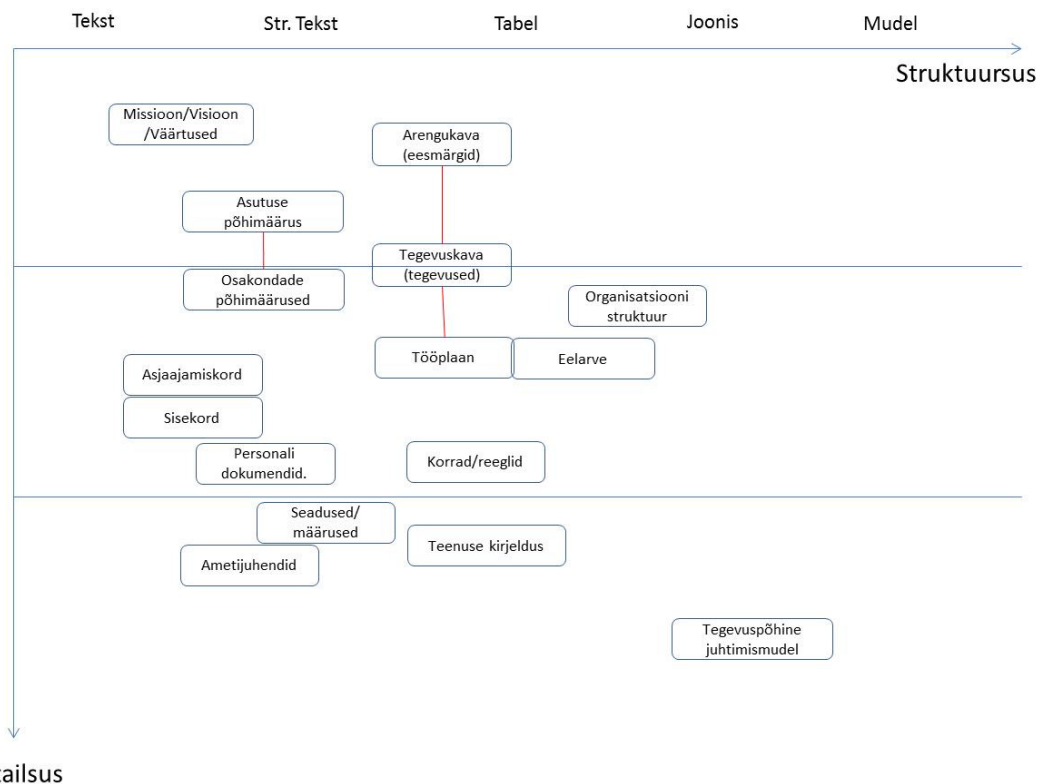 Tekst Str. Tekst Tabel Joonis Mudel
Struktuursus
Missioon/Visioon
/Väärtused
Arengukava
(eesmärgid)
Asutuse
põhimäärus
Tegevuskava
(tegevused)
Osakondade
põhimäärused
Organisatsiooni
struktuur
Tööplaan
Eelarve
Asjaajamiskord
Sisekord
Personali
dokumendid.
Korrad/reeglid
Seadused/
määrused
Teenuse kirjeldus
Ametijuhendid
Tegevuspõhine
juhtimismudel
ailsus